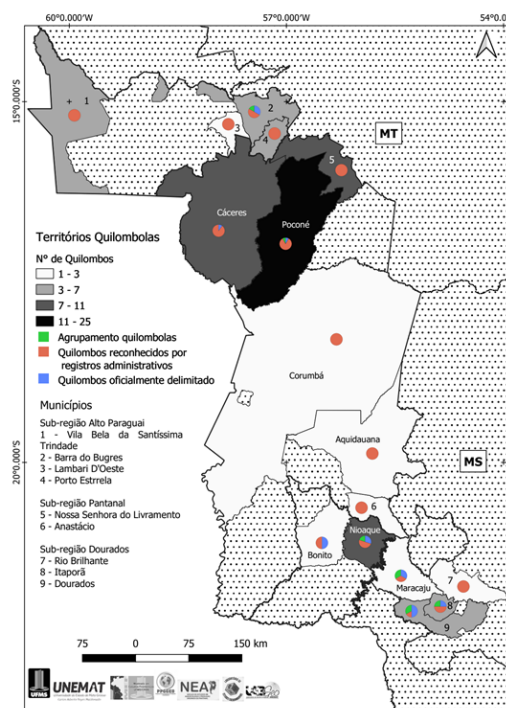 60°0.000'W 57°0.000'W 54°0.000'W
15°0.000'S
+ 1
2
3
4
MT
5
Cáceres
Poconé
Territórios Quilombolas
N° de Quilombos
1 - 3
3 - 7
7 - 11
11 - 25
Agrupamento quilombolas
Quilombos reconhecidos por
registros administrativos
Quilombos oficialmente delimitado
Corumbá
Municípios
Sub-região Alto Paraguai
1 - Vila Bela da Santíssima
Trindade
2 - Barra do Bugres
3 - Lambari D'Oeste
4 - Porto Estrrela
Aquidauana
20°0.000'S
MS
Sub-região Pantanal
5 - Nossa Senhora do Livramento
6 - Anastácio
6
Nioaque
Bonito
Maracaju
Sub-região Dourados
7 - Rio Brilhante
8 - Itaporã
9 - Dourados
7
8
9
75 0 75 150 km
UFMS
UNEMAT
NEAP